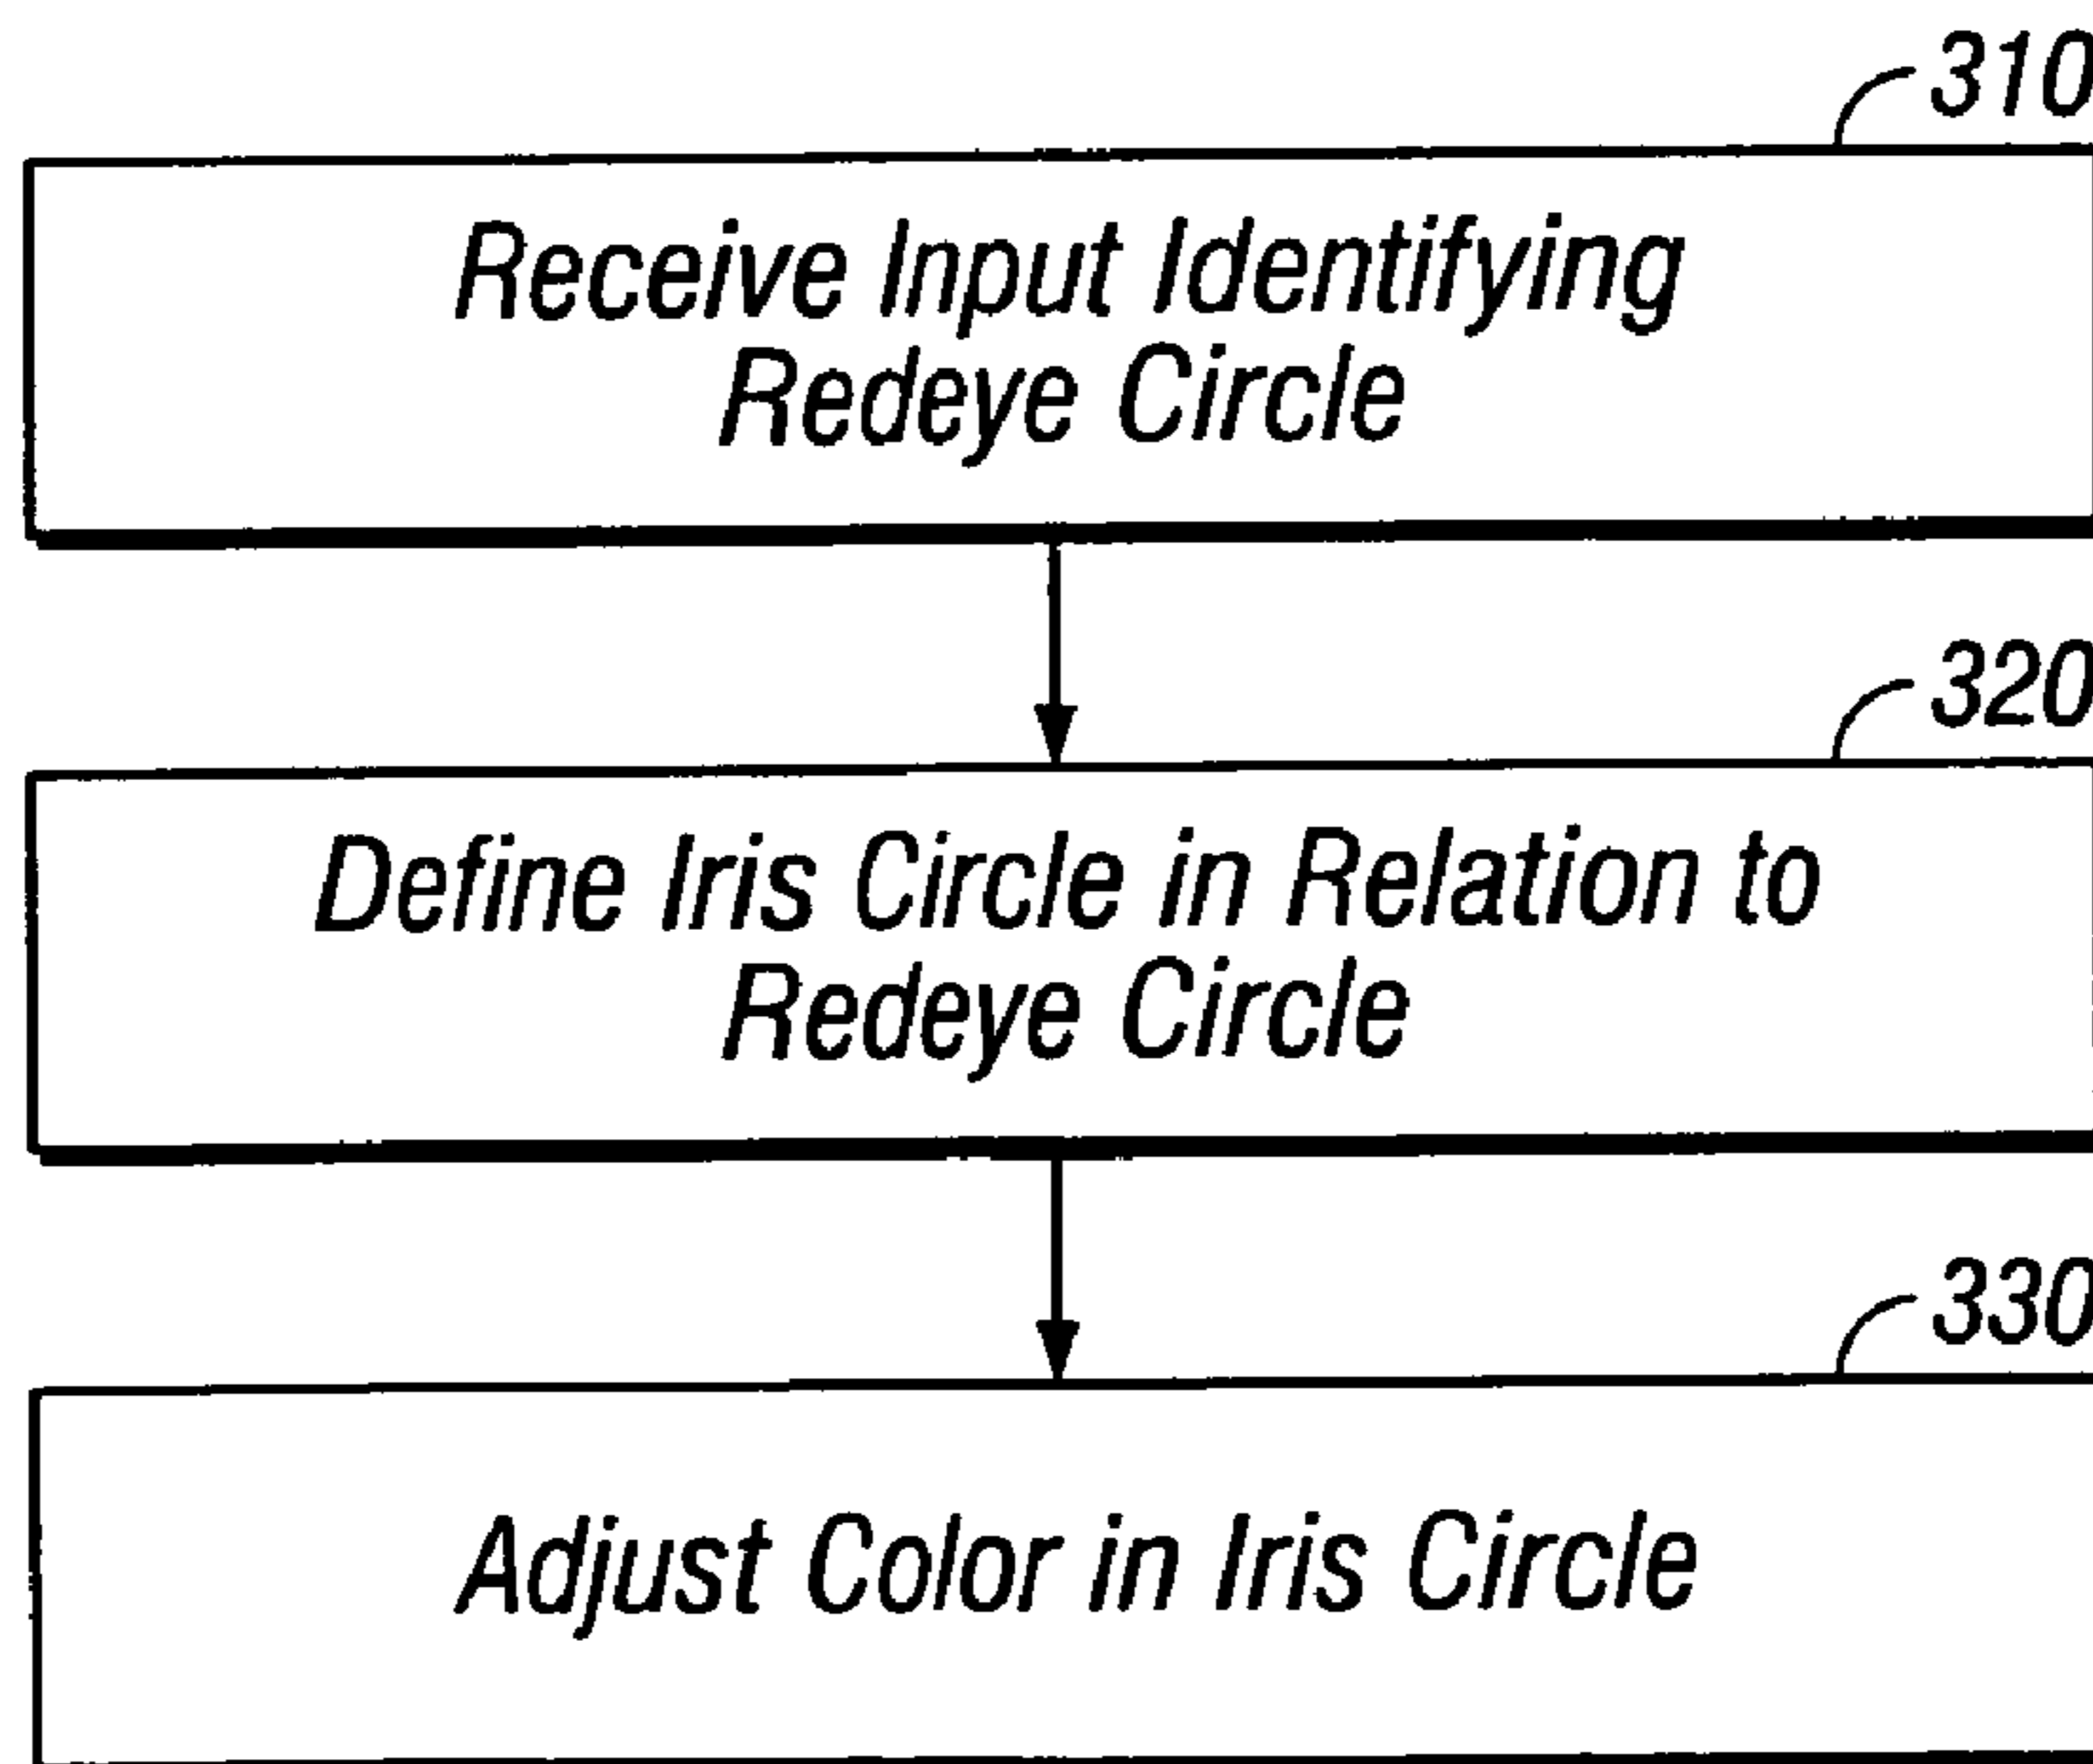 310
Receive Input Identifying
Redeye Circle
320
Define Iris Circle in Relation to
Redeye Circle
330
Adjust Color in Iris Circle